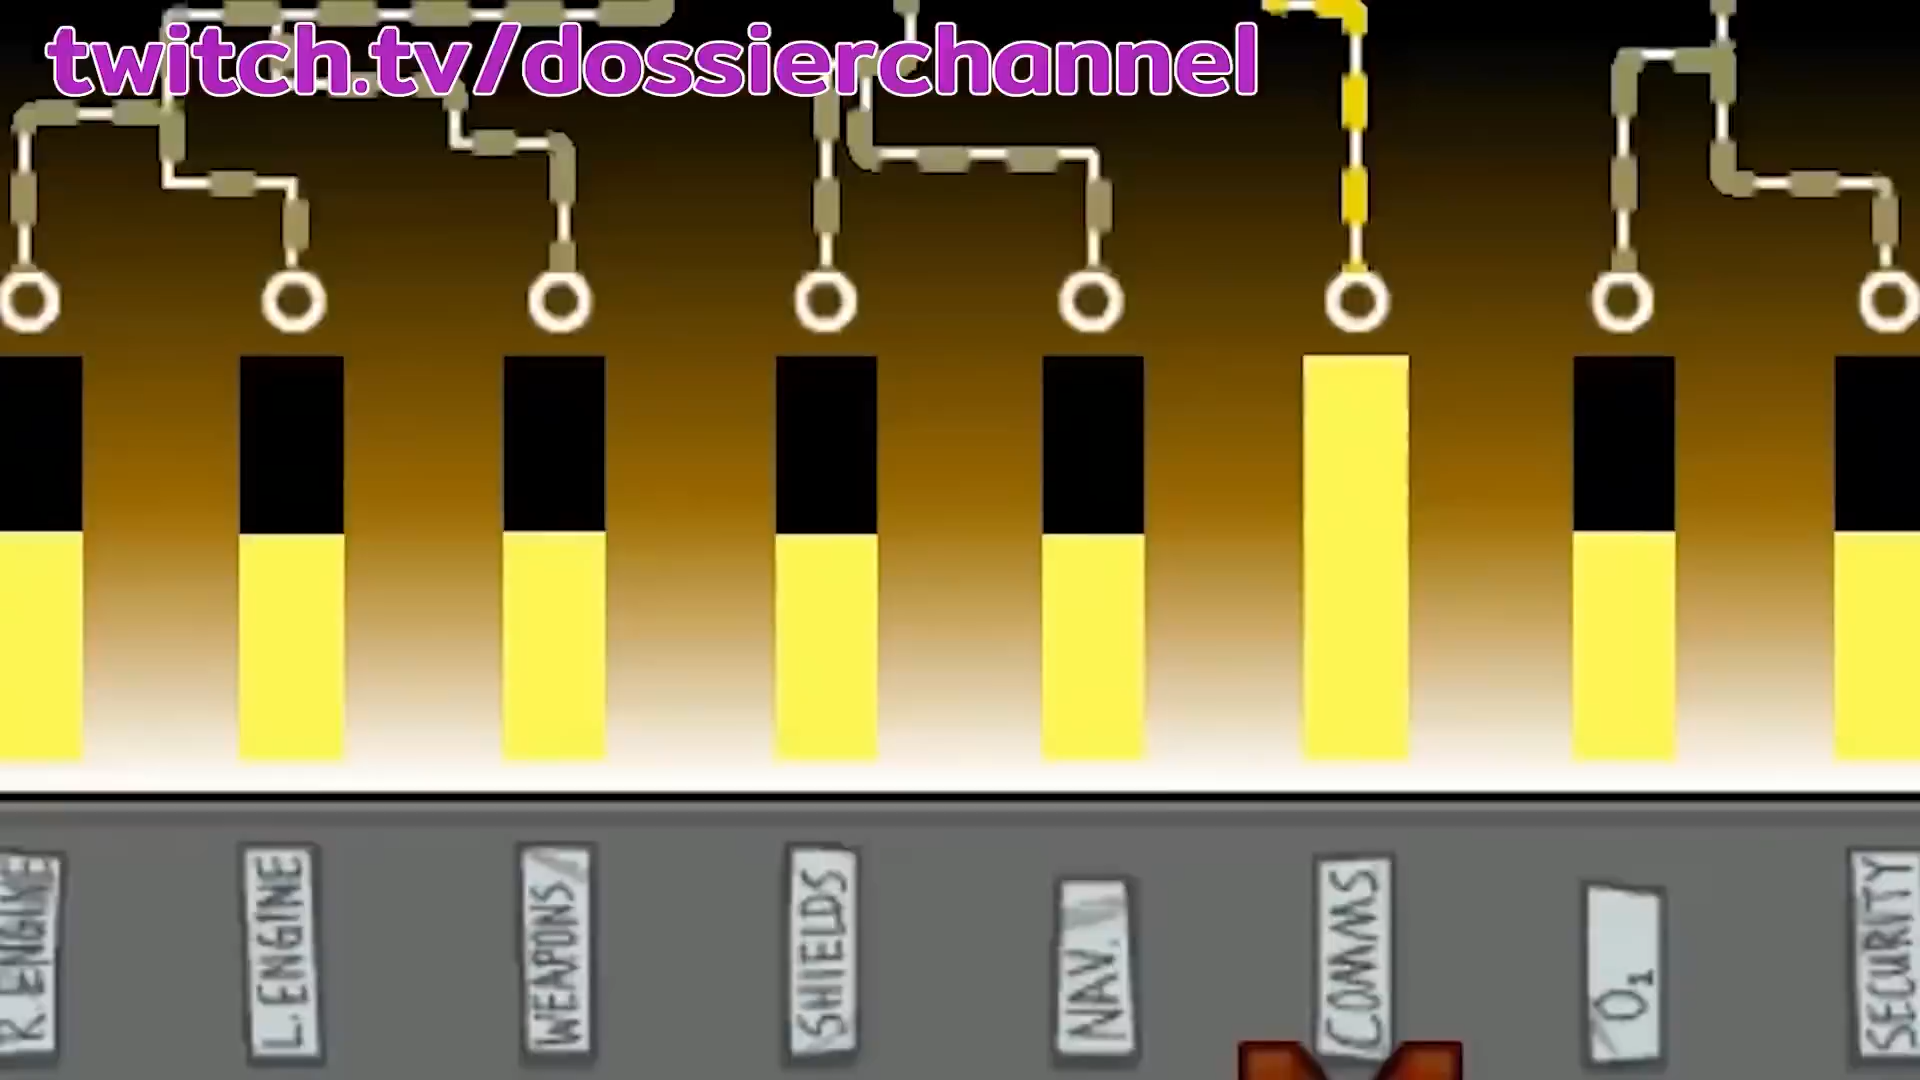 twitch.tv/dossierchannel
R.ENGINE
L.ENGINE
WEAPONS
SHIELDS
NAV.
COMMS
O₂
SECURITY